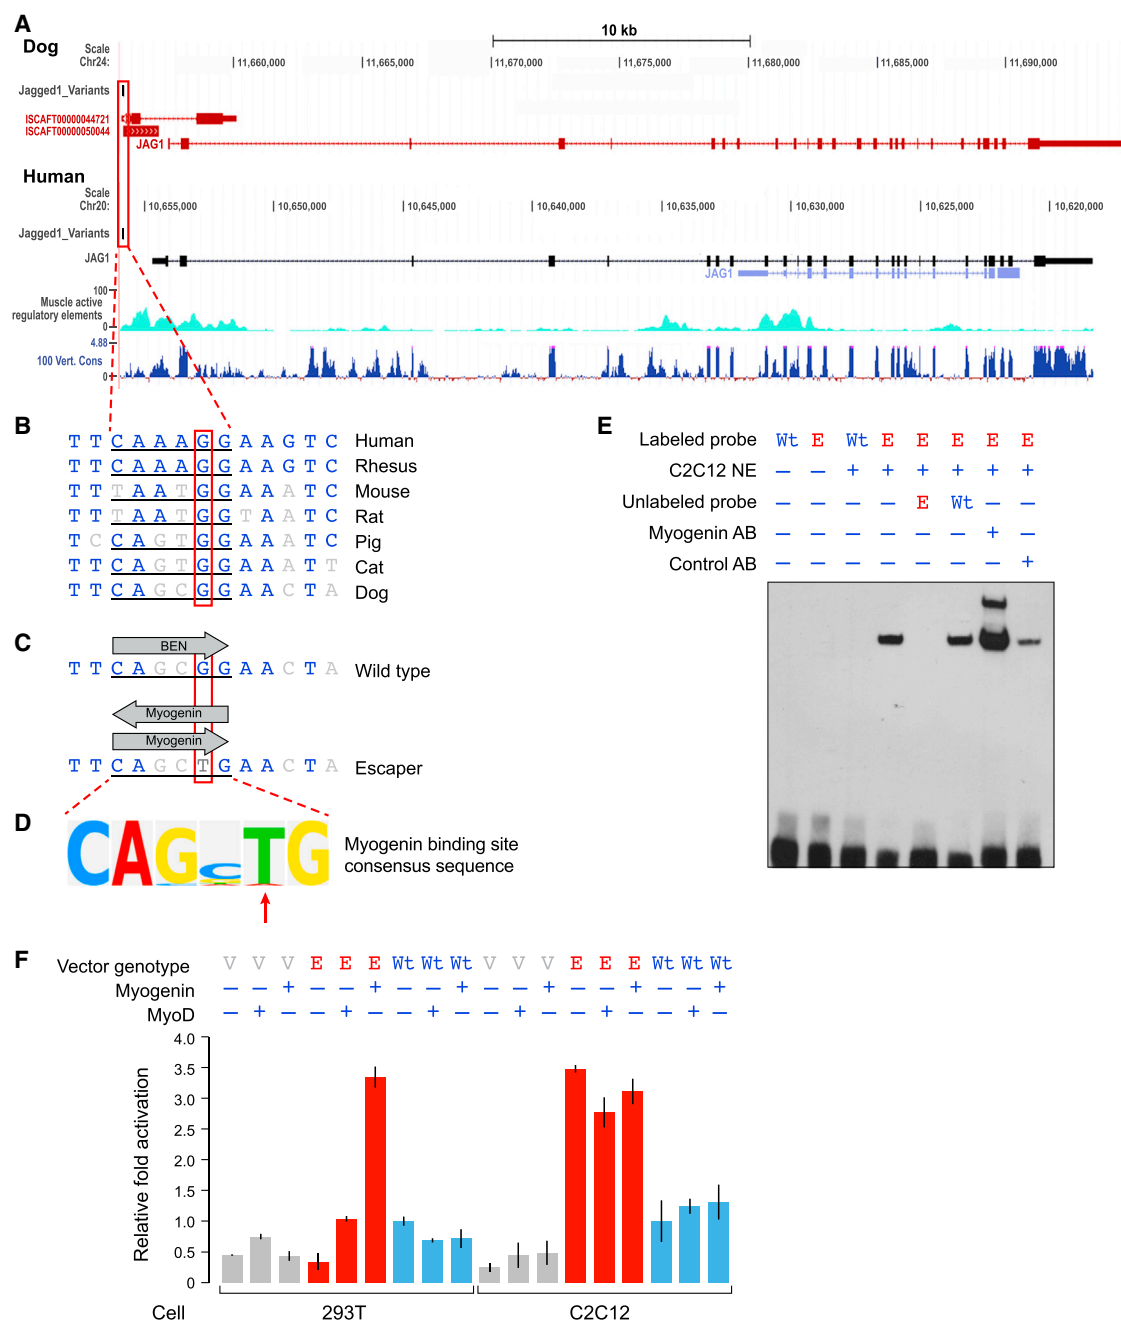 A
Dog
Scale
10 kb
Chr24:
11,660,000
11,665,000
11,670,000
11,675,000
11,680,000
11,685,000
11,690,000
Jagged1_Variants
ISCAFT00000044721
ISCAFT00000050044
JAG1
Human
Scale
Chr20:
10,655,000
10,650,000
10,645,000
10,640,000
10,635,000
10,630,000
10,625,000
10,620,000
Jagged1_Variants
JAG1
JAG1
100
Muscle active
regulatory elements
0
4.88
100 Vert. Cons
0
B
T T C A A A G G A A G T C Human
T T C A A A G G A A G T C Rhesus
T T T A A T G G A A A T C Mouse
T T T A A T G G T A A T C Rat
T C C A G T G G A A A T C Pig
T T C A G T G G A A A T T Cat
T T C A G C G G A A C T A Dog
C
BEN
T T C A G C G G A A C T A Wild type
Myogenin
Myogenin
T T C A G C T G A A C T A Escaper
D
C A G C T G
Myogenin binding site
consensus sequence
E
Labeled probe Wt E Wt E E E E E
C2C12 NE – – + + + + + +
Unlabeled probe – – – – E Wt – –
Myogenin AB – – – – – – + –
Control AB – – – – – – – +
F
Vector genotype V V V E E E Wt Wt Wt V V V E E E Wt Wt Wt
Myogenin – – + – – + – – + – – + – – + – – +
MyoD – + – – + – – + – – + – – + – – + –
Relative fold activation
4.0
3.5
3.0
2.5
2.0
1.5
1.0
0.5
0
Cell 293T C2C12